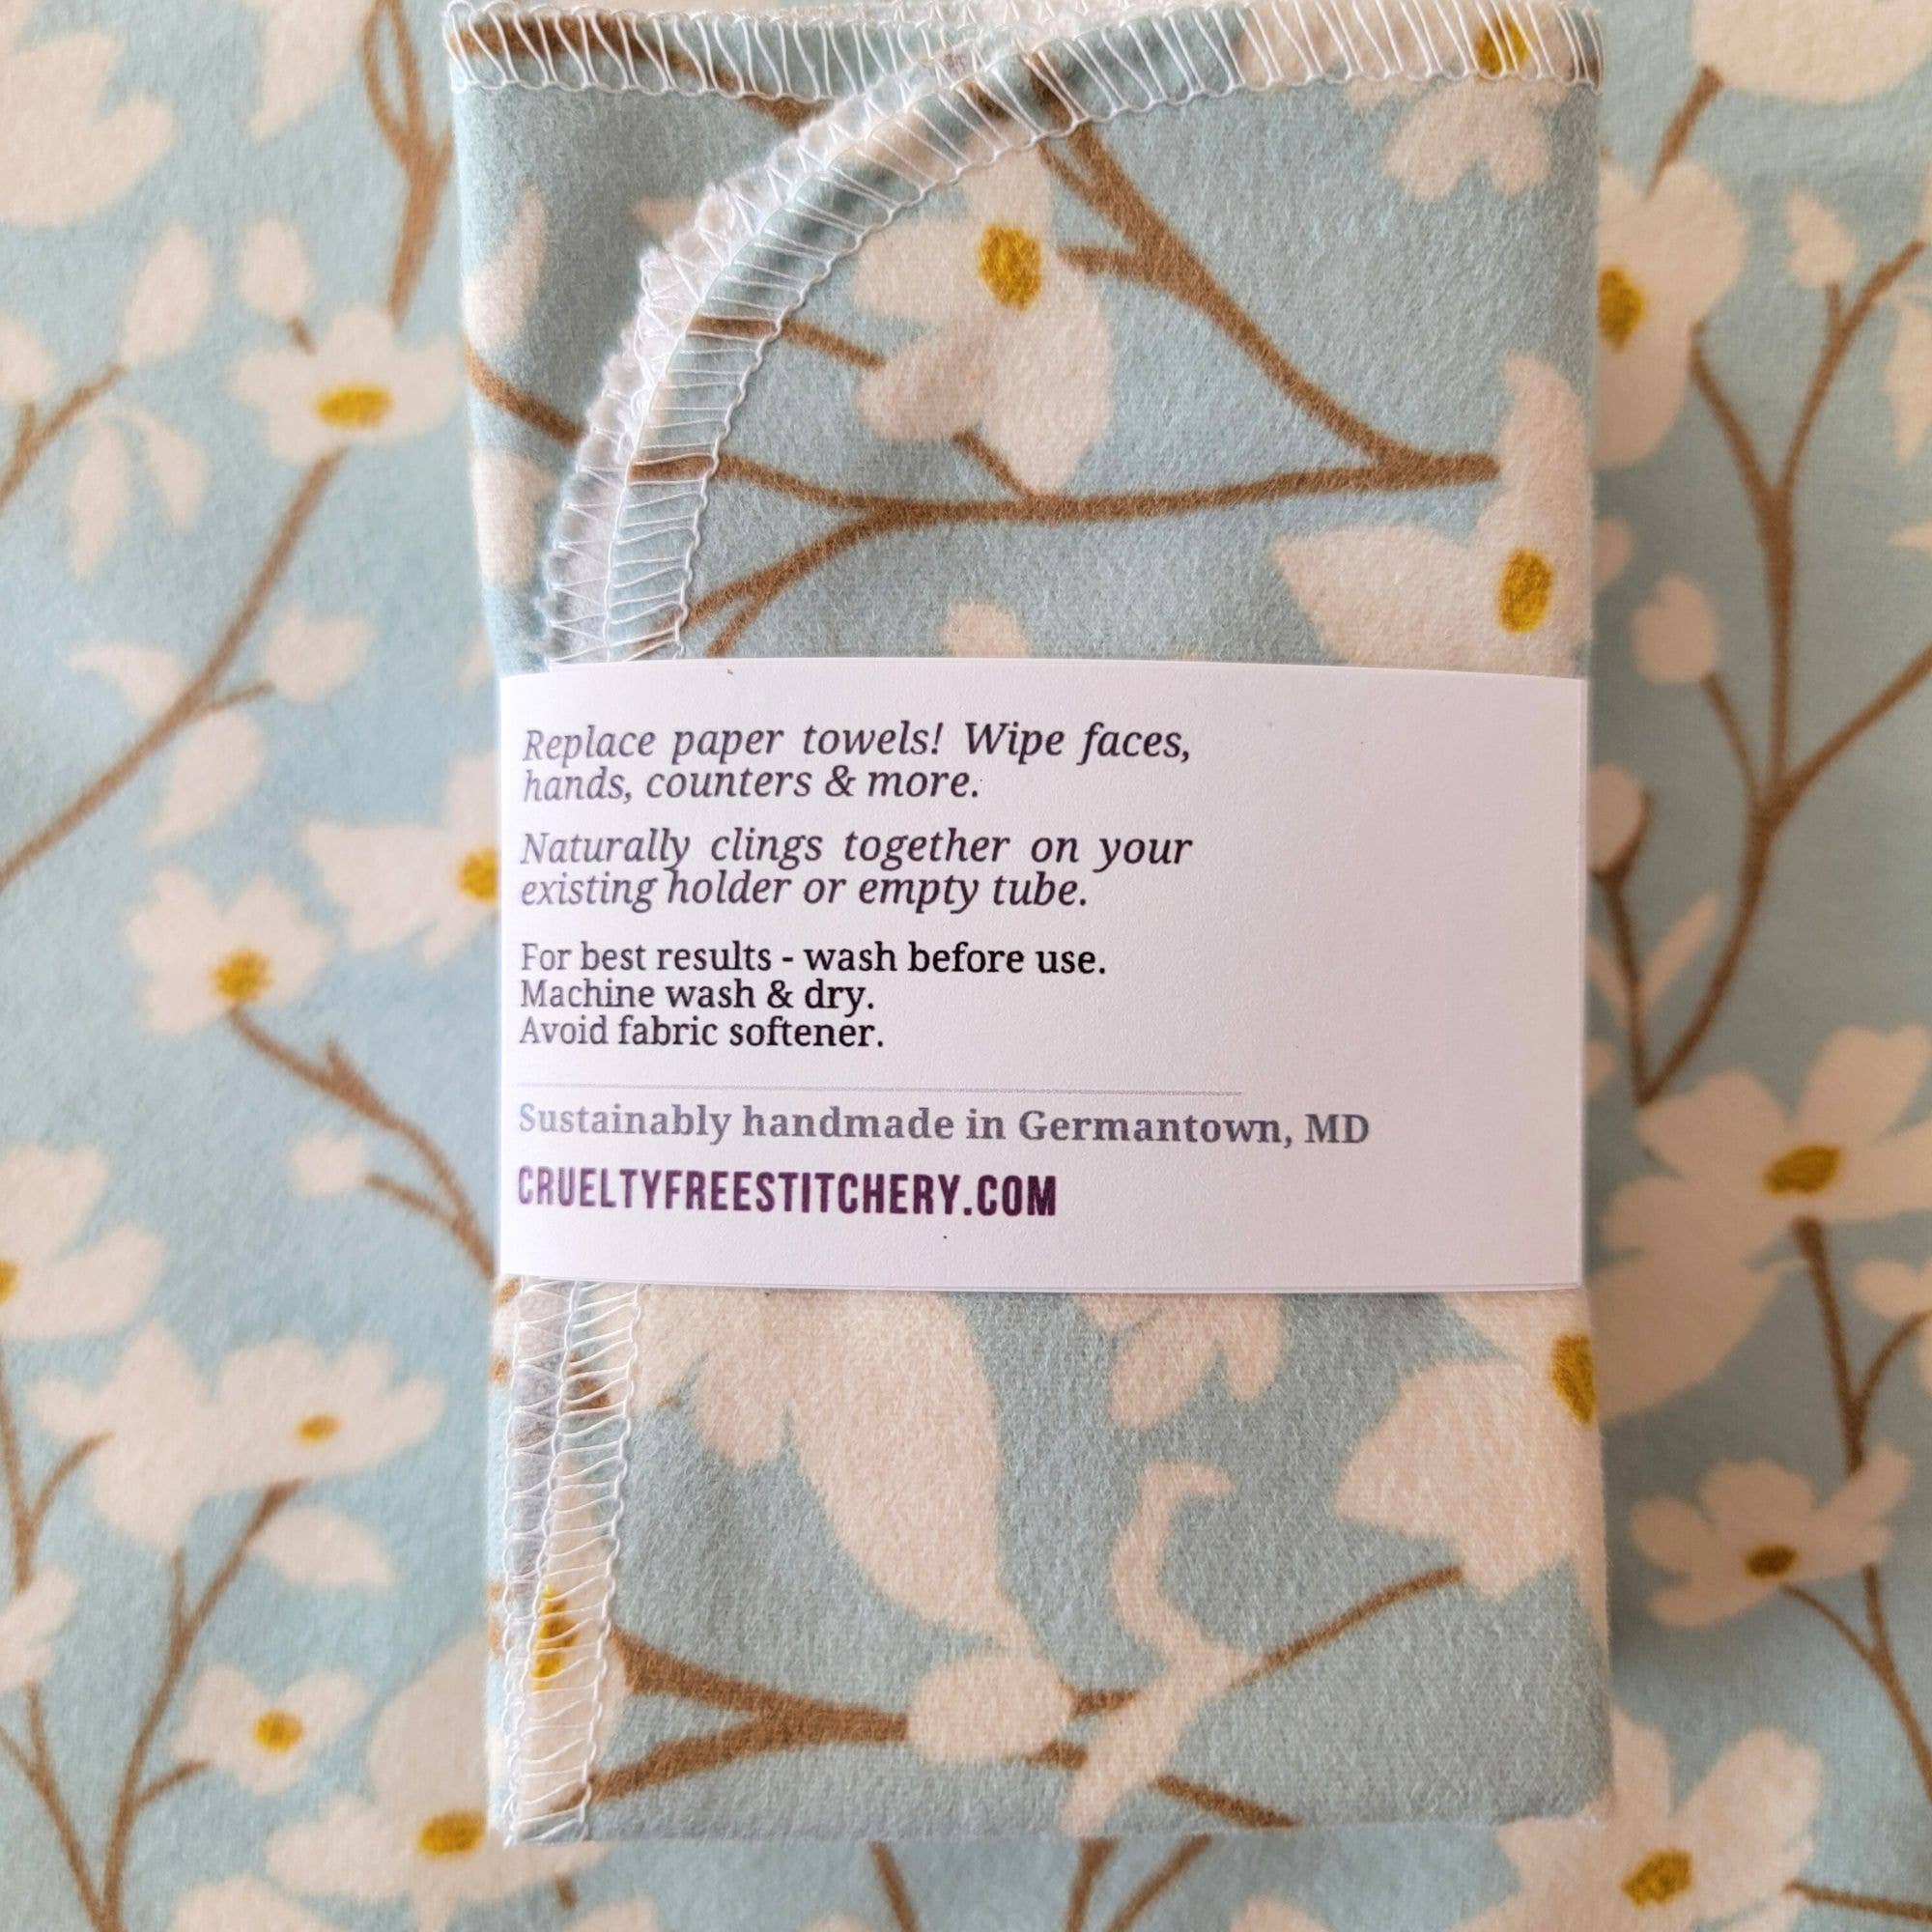 Replace paper towels! Wipe faces,
hands, counters & more.
Naturally clings together on your
existing holder or empty tube.
For best results - wash before use.
Machine wash & dry.
Avoid fabric softener.
Sustainably handmade in Germantown, MD
CRUELTYFREESTITCHERY.COM